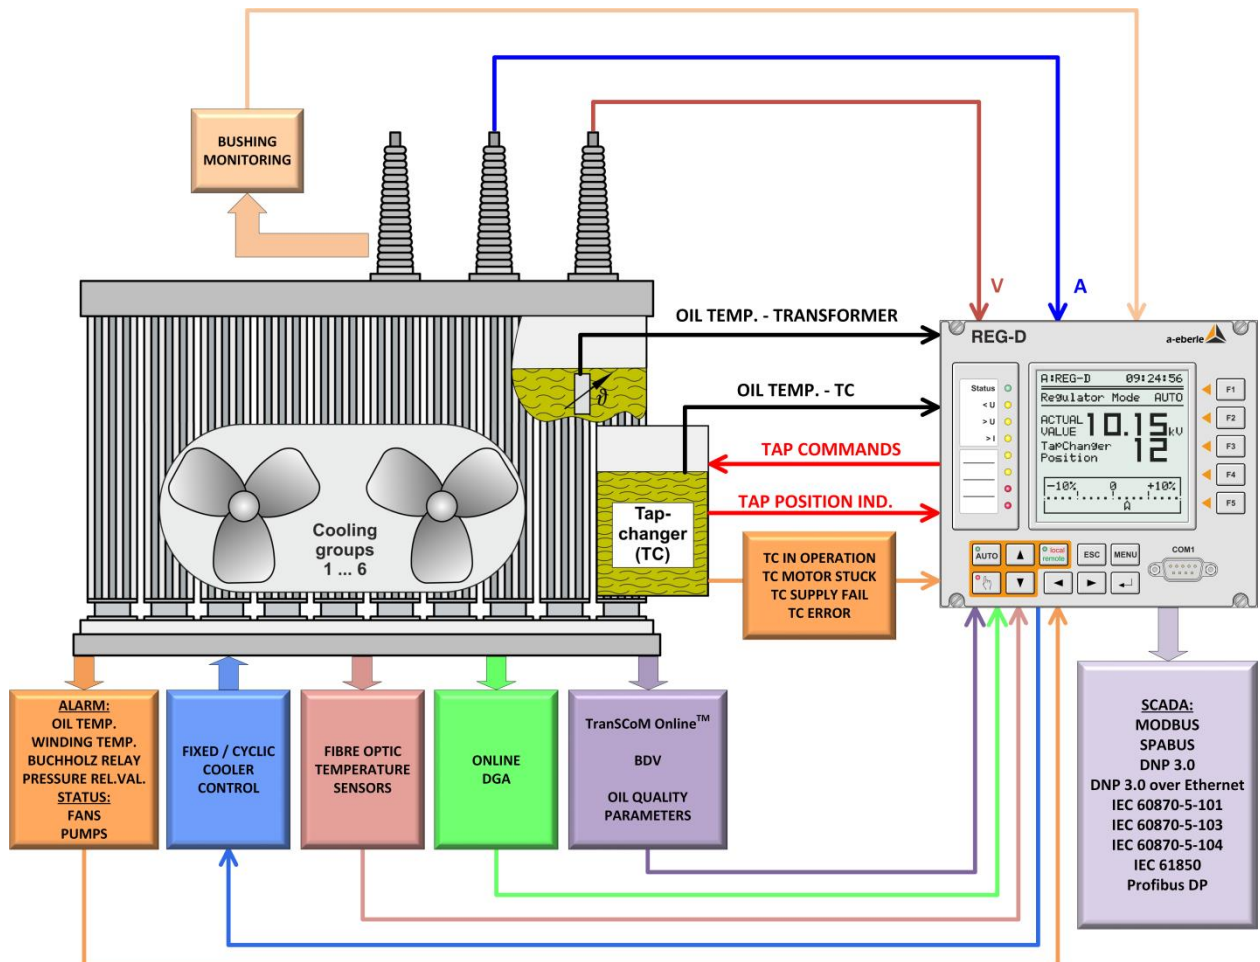 BUSHING
MONITORING
V
A
OIL TEMP. - TRANSFORMER
OIL TEMP. - TC
TAP COMMANDS
TAP POSITION IND.
ϑ
Cooling
groups
1 ... 6
Tap-
changer
(TC)
TC IN OPERATION
TC MOTOR STUCK
TC SUPPLY FAIL
TC ERROR
REG-D
a-eberle
Status
< U
> U
> I
A:REG-D 09:24:56
Regulator Mode AUTO
ACTUAL
VALUE 10.15 kV
TapChanger
Position 12
-10% 0 +10%
F1
F2
F3
F4
F5
AUTO
local
remote
ESC
MENU
COM1
ALARM:
OIL TEMP.
WINDING TEMP.
BUCHHOLZ RELAY
PRESSURE REL.VAL.
STATUS:
FANS
PUMPS
FIXED / CYCLIC
COOLER
CONTROL
FIBRE OPTIC
TEMPERATURE
SENSORS
ONLINE
DGA
TranSCoM Online™
BDV
OIL QUALITY
PARAMETERS
SCADA:
MODBUS
SPABUS
DNP 3.0
DNP 3.0 over Ethernet
IEC 60870-5-101
IEC 60870-5-103
IEC 60870-5-104
IEC 61850
Profibus DP